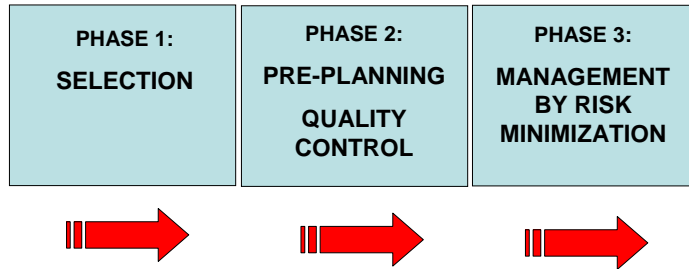 PHASE 1:
SELECTION
PHASE 2:
PRE-PLANNING
QUALITY
CONTROL
PHASE 3:
MANAGEMENT
BY RISK
MINIMIZATION